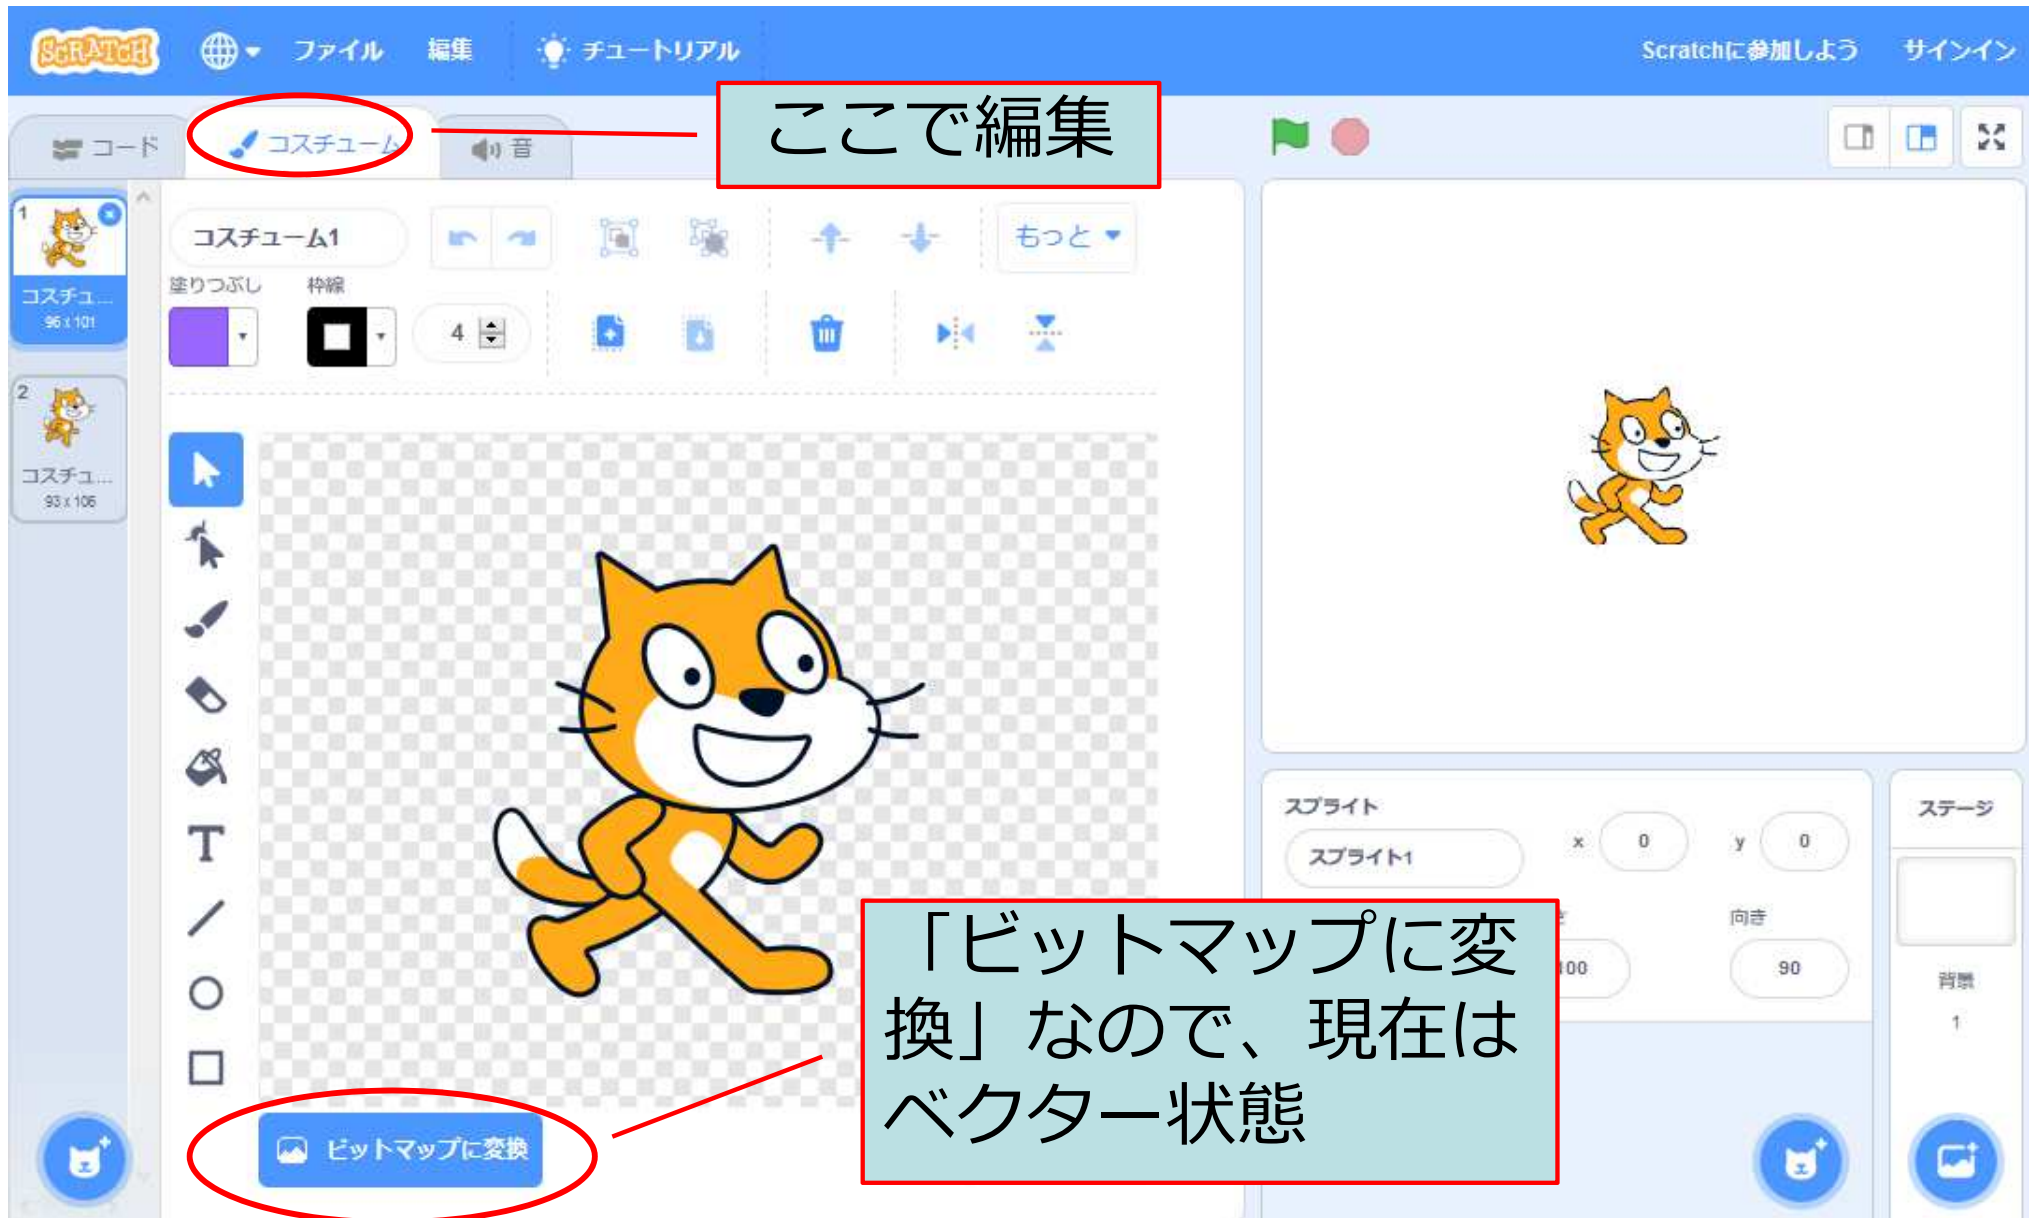 SCRATCH ファイル 編集 チュートリアル Scratchに参加しよう サインイン
コード コスチューム 音
ここで編集
1
コスチュ...
96 x 101
2
コスチュ...
93 x 106
コスチューム1 もっと
塗りつぶし 枠線
4
T
ビットマップに変換
スプライト
スプライト1 x 0 y 0
向き
100 90
ステージ
背景
1
「ビットマップに変
換」なので、現在は
ベクター状態